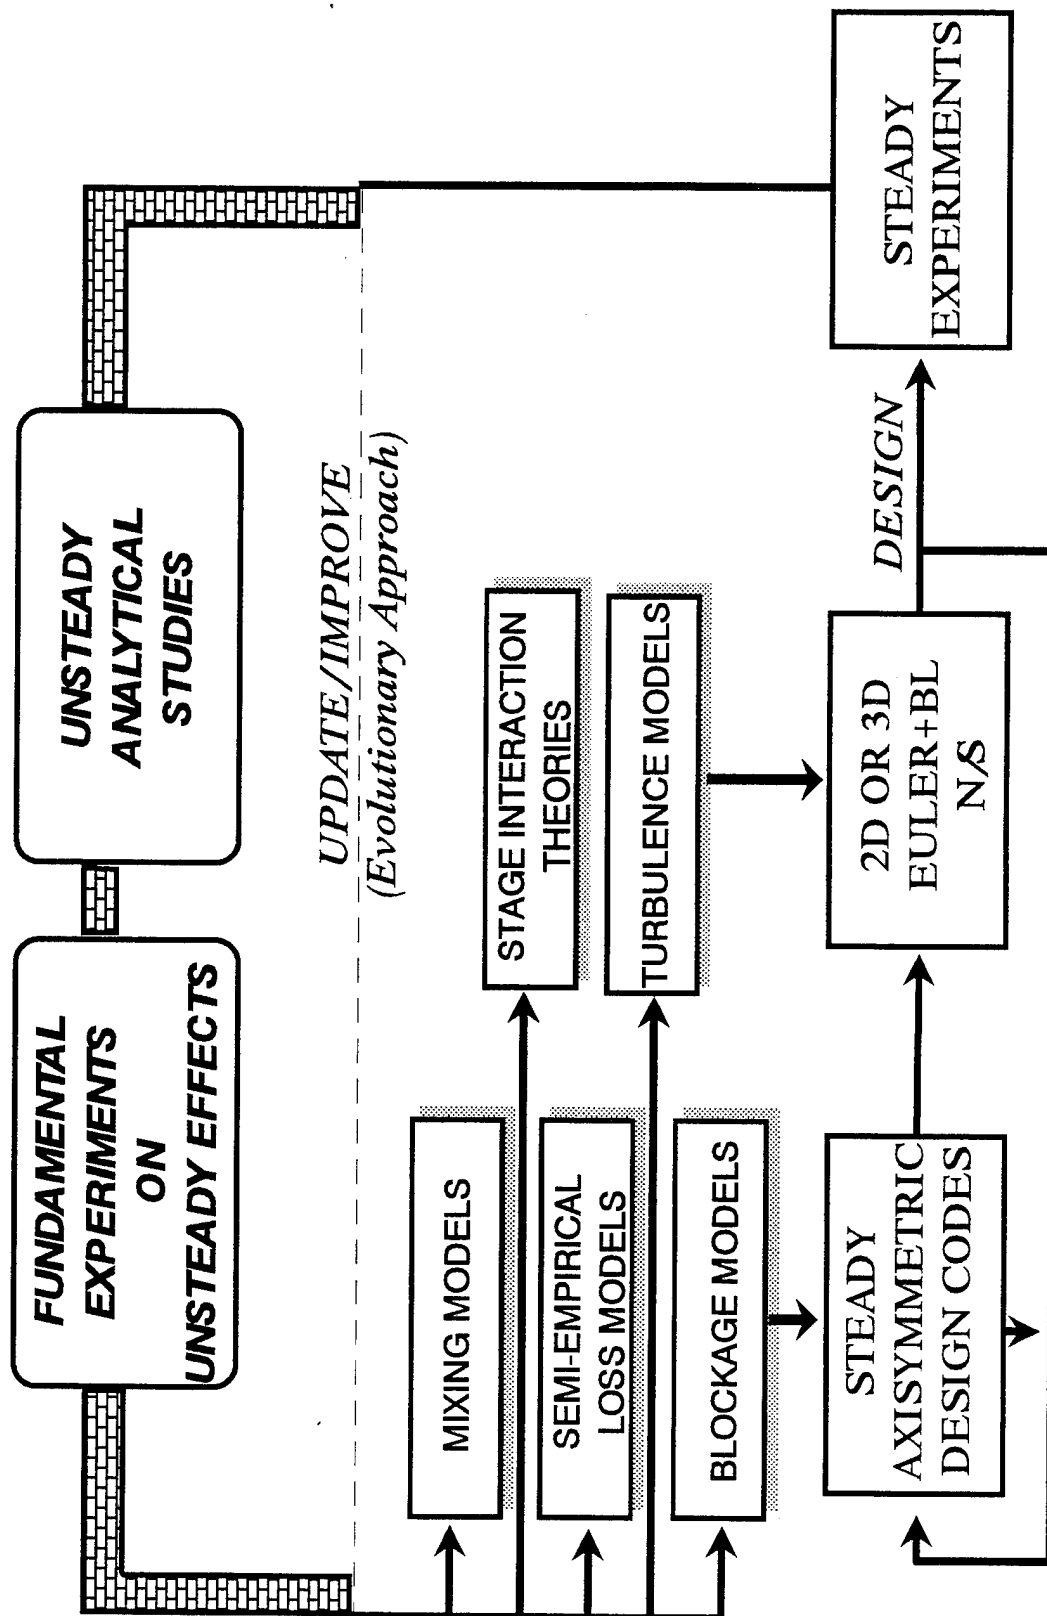 FUNDAMENTAL
EXPERIMENTS
ON
UNSTEADY EFFECTS
UNSTEADY
ANALYTICAL
STUDIES
UPDATE/IMPROVE
(Evolutionary Approach)
MIXING MODELS
STAGE INTERACTION
THEORIES
SEMI-EMPIRICAL
LOSS MODELS
TURBULENCE MODELS
BLOCKAGE MODELS
STEADY
AXISYMMETRIC
DESIGN CODES
2D OR 3D
EULER+BL
N/S
DESIGN
STEADY
EXPERIMENTS